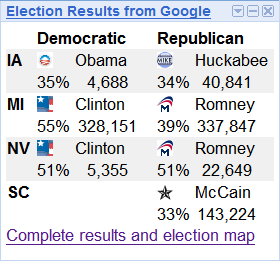 Election Results from Google
Democratic Republican
IA Obama MIKE Huckabee
35% 4,688 34% 40,841
MI Clinton Romney
55% 328,151 39% 337,847
NV Clinton Romney
51% 5,355 51% 22,649
SC McCain
33% 143,224
Complete results and election map